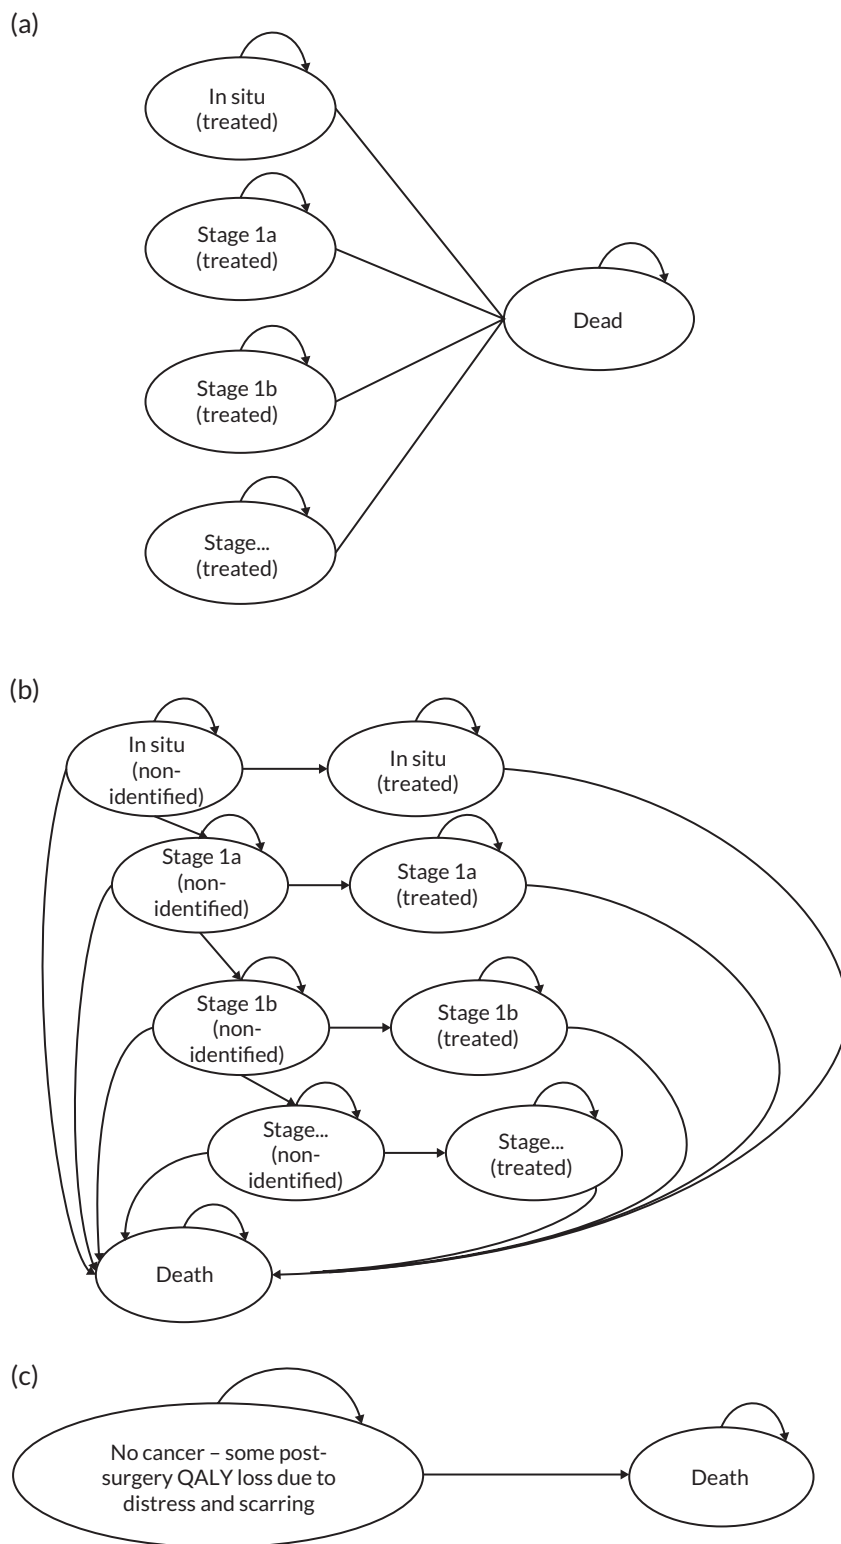 (a)
In situ
(treated)
Stage 1a
(treated)
Stage 1b
(treated)
Stage...
(treated)
Dead
(b)
In situ
(non-
identified)
In situ
(treated)
Stage 1a
(non-
identified)
Stage 1a
(treated)
Stage 1b
(non-
identified)
Stage 1b
(treated)
Stage...
(non-
identified)
Stage...
(treated)
Death
(c)
No cancer – some post-
surgery QALY loss due to
distress and scarring
Death